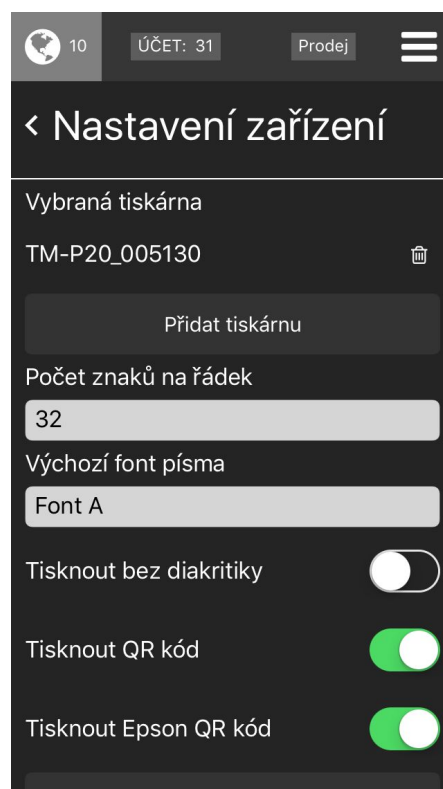 10 ÚČET: 31 Prodej
< Nastavení zařízení
Vybraná tiskárna
TM-P20_005130
Přidat tiskárnu
Počet znaků na řádek
32
Výchozí font písma
Font A
Tisknout bez diakritiky
Tisknout QR kód
Tisknout Epson QR kód